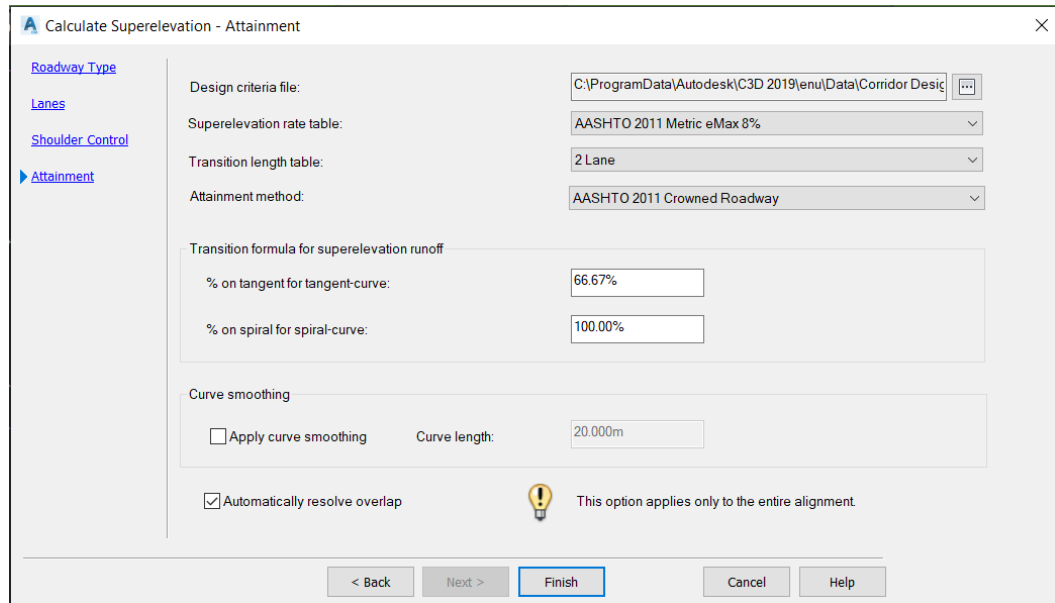 Calculate Superelevation - Attainment
Roadway Type
Lanes
Shoulder Control
Attainment
Design criteria file:
C:\ProgramData\Autodesk\C3D 2019\enu\Data\Corridor Desig
...
Superelevation rate table:
AASHTO 2011 Metric eMax 8%
Transition length table:
2 Lane
Attainment method:
AASHTO 2011 Crowned Roadway
Transition formula for superelevation runoff
% on tangent for tangent-curve:
66.67%
% on spiral for spiral-curve:
100.00%
Curve smoothing
Apply curve smoothing
Curve length:
20.000m
Automatically resolve overlap
This option applies only to the entire alignment.
< Back
Next >
Finish
Cancel
Help